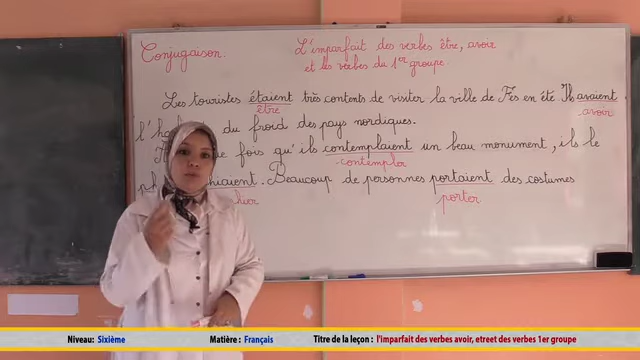 Conjugaison.
L'imparfait des verbes être, avoir
et les verbes du 1er groupe.
Les touristes étaient très contents de visiter la ville de Fès en été. Ils avaient
être
avoir
du froid des pays nordiques.
fois qu'ils contemplaient un beau monument, ils le
contempler
Beaucoup de personnes portaient des costumes
porter
Niveau: Sixième Matière : Français Titre de la leçon : l'imparfait des verbes avoir, etreet des verbes 1er groupe